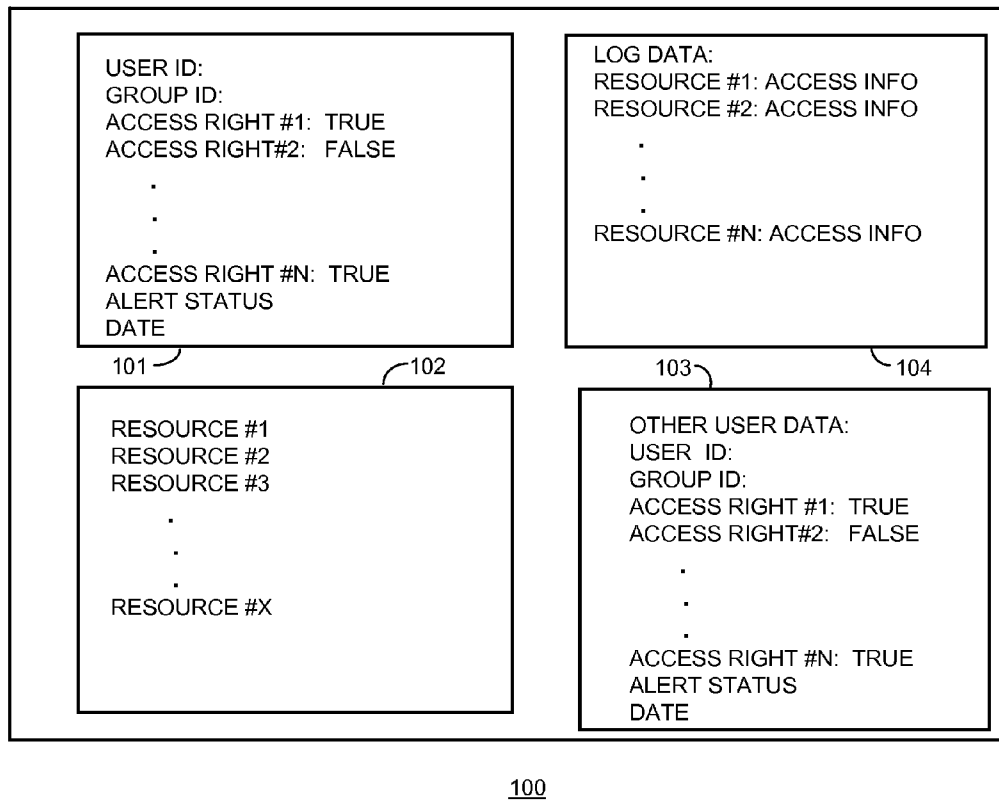 USER ID:
GROUP ID:
ACCESS RIGHT #1: TRUE
ACCESS RIGHT#2: FALSE
.
.
.
ACCESS RIGHT #N: TRUE
ALERT STATUS
DATE
101
LOG DATA:
RESOURCE #1: ACCESS INFO
RESOURCE #2: ACCESS INFO
.
.
.
RESOURCE #N: ACCESS INFO
104
102
RESOURCE #1
RESOURCE #2
RESOURCE #3
.
.
.
RESOURCE #X
103
OTHER USER DATA:
USER ID:
GROUP ID:
ACCESS RIGHT #1: TRUE
ACCESS RIGHT#2: FALSE
.
.
.
ACCESS RIGHT #N: TRUE
ALERT STATUS
DATE
100